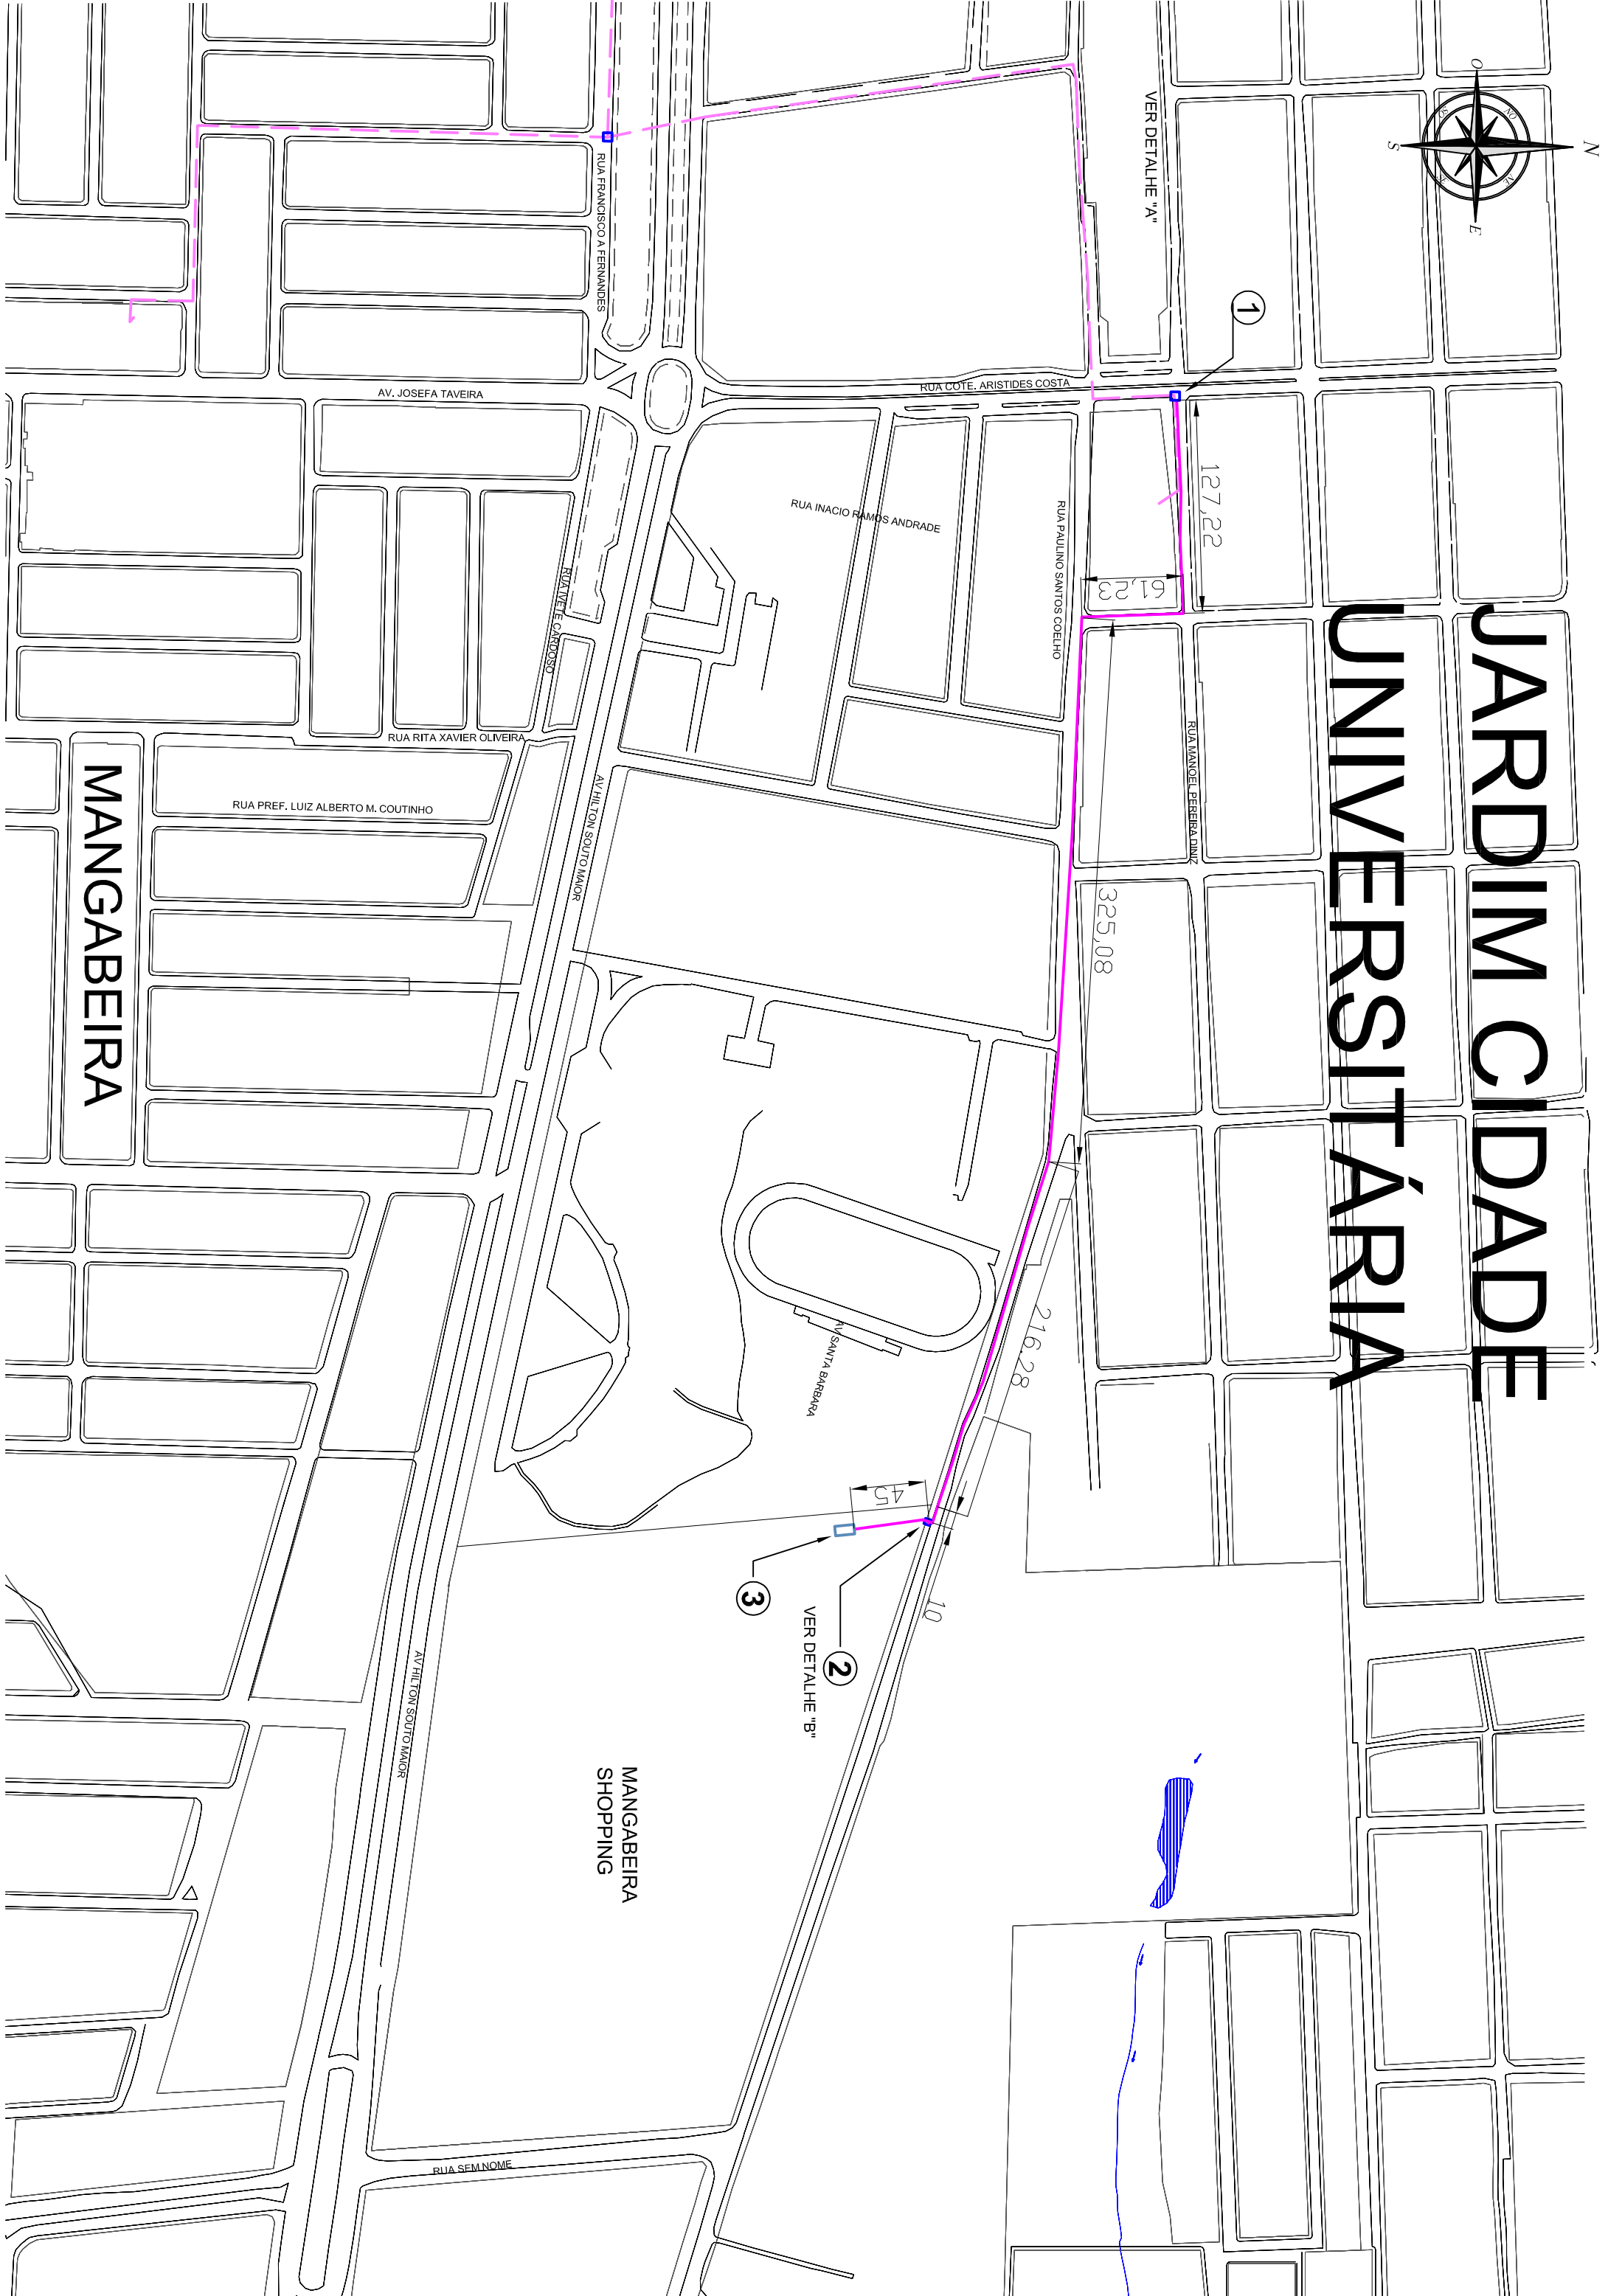 JARDIM CIDADE
UNIVERSITÁRIA
N
O
E
S
NO
VER DETALHE "A"
1
127,22
61,23
325,08
216,28
45
10
RUA FRANCISCO A FERNANDES
AV. JOSEFA TAVEIRA
RUA COTE. ARISTIDES COSTA
RUA INACIO RAMOS ANDRADE
RUA PAULINO SANTOS COELHO
RUA MANOEL PEREIRA DINIZ
RUA IVETE CARDOSO
RUA RITA XAVIER OLIVEIRA
RUA PREF. LUIZ ALBERTO M. COUTINHO
AV HILTON SOUTO MAIOR
MANGABEIRA
AV SANTA BARBARA
2
VER DETALHE "B"
3
AV HILTON SOUTO MAIOR
MANGABEIRA
SHOPPING
RUA SEM NOME